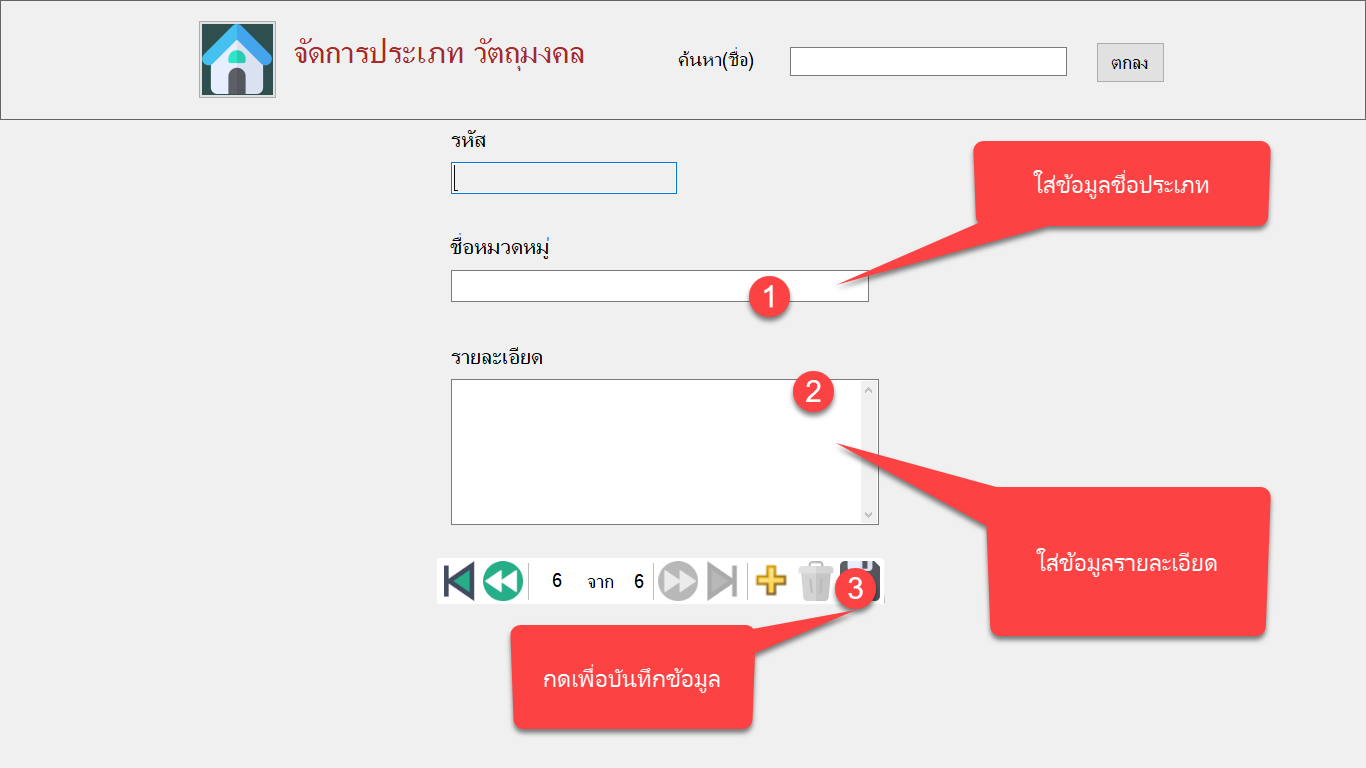 จัดการประเภท วัตถุมงคล
ค้นหา(ชื่อ)
ตกลง
รหัส
ใส่ข้อมูลชื่อประเภท
ชื่อหมวดหมู่
1
รายละเอียด
2
ใส่ข้อมูลรายละเอียด
6 จาก 6
3
กดเพื่อบันทึกข้อมูล